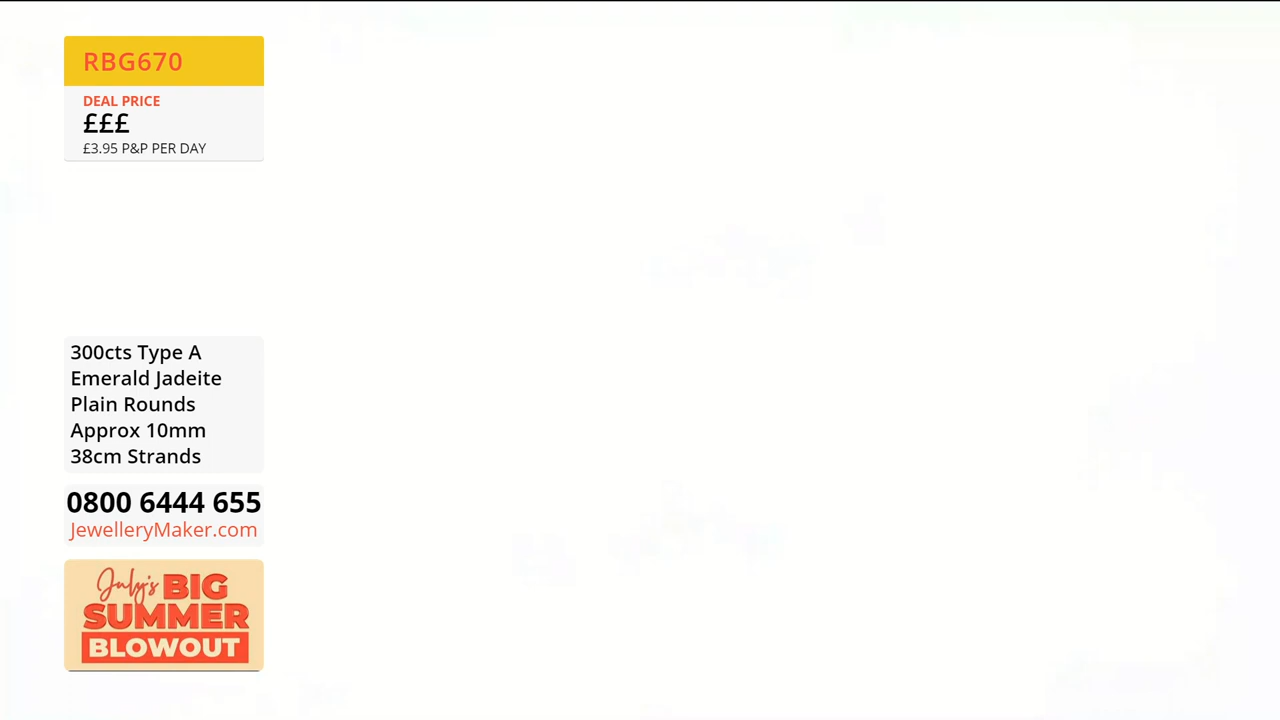 RBG670
DEAL PRICE
£££
£3.95 P&P PER DAY
300cts Type A
Emerald Jadeite
Plain Rounds
Approx 10mm
38cm Strands
0800 6444 655
JewelleryMaker.com
July's BIG
SUMMER
BLOWOUT